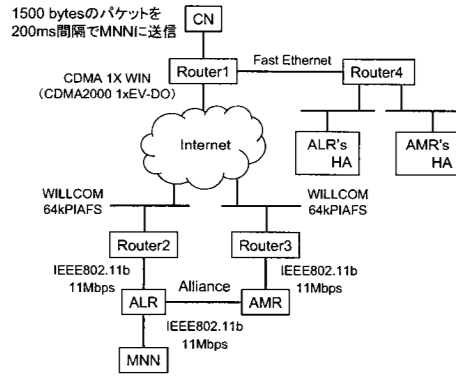 1500 bytesのパケットを
200ms間隔でMNNに送信
CN
Router1
Fast Ethernet
Router4
CDMA 1X WIN
(CDMA2000 1xEV-DO)
Internet
ALR's
HA
AMR's
HA
WILLCOM
64kPIAFS
WILLCOM
64kPIAFS
Router2
Router3
IEEE802.11b
11Mbps
Alliance
IEEE802.11b
11Mbps
ALR
AMR
IEEE802.11b
11Mbps
MNN